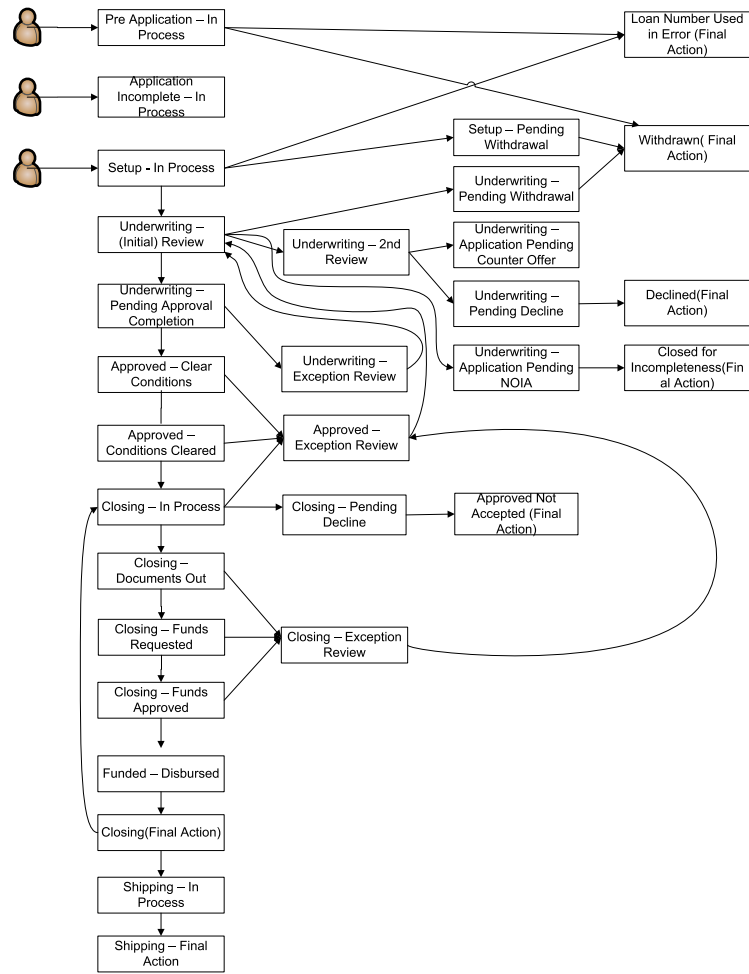 Pre Application – In
Process
Loan Number Used
in Error (Final
Action)
Application
Incomplete – In
Process
Setup – Pending
Withdrawal
Withdrawn( Final
Action)
Setup - In Process
Underwriting –
Pending Withdrawal
Underwriting –
(Initial) Review
Underwriting – 2nd
Review
Underwriting –
Application Pending
Counter Offer
Underwriting –
Pending Approval
Completion
Underwriting –
Pending Decline
Declined(Final
Action)
Underwriting –
Exception Review
Underwriting –
Application Pending
NOIA
Closed for
Incompleteness(Fin
al Action)
Approved – Clear
Conditions
Approved –
Conditions Cleared
Approved –
Exception Review
Closing – In Process
Closing – Pending
Decline
Approved Not
Accepted (Final
Action)
Closing –
Documents Out
Closing – Funds
Requested
Closing – Exception
Review
Closing – Funds
Approved
Funded – Disbursed
Closing(Final Action)
Shipping – In
Process
Shipping – Final
Action